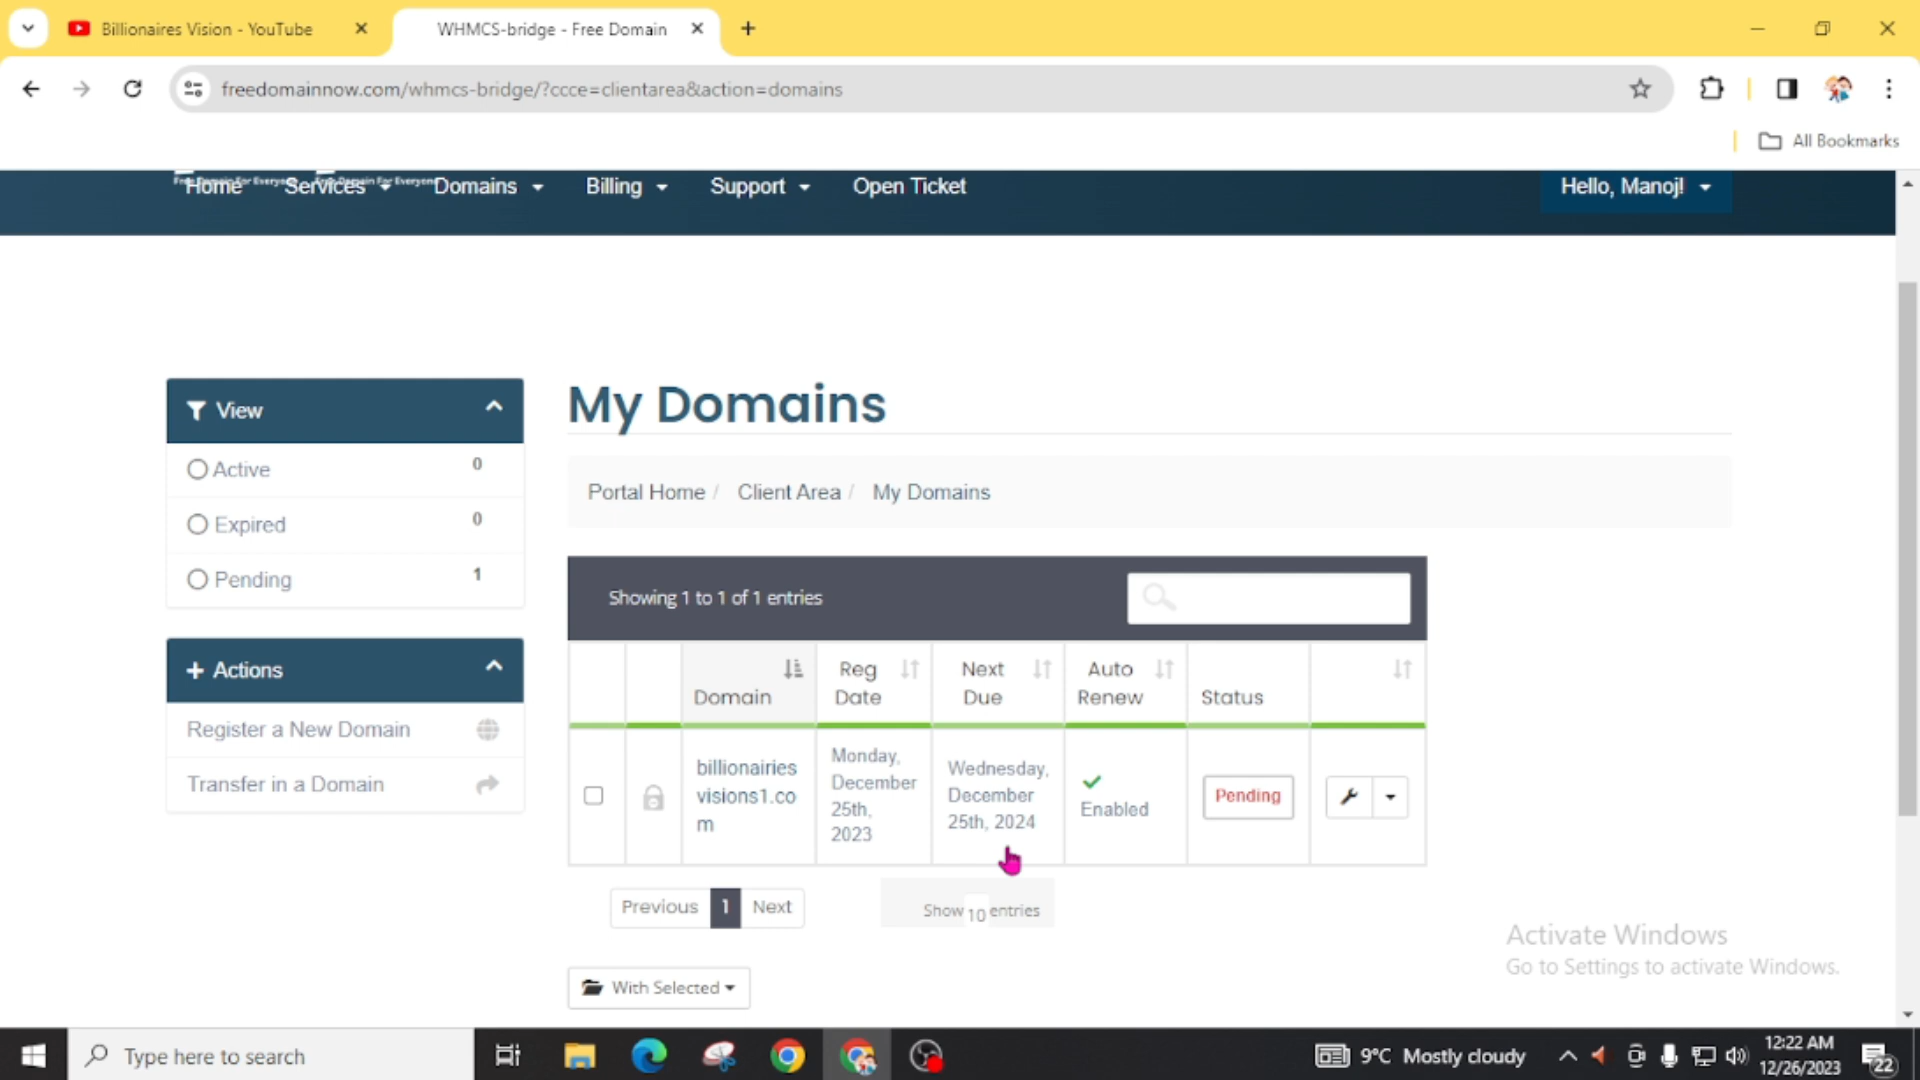 Billionaires Vision - YouTube
WHMCS-bridge - Free Domain
freedomainnow.com/whmcs-bridge/?ccce=clientarea&action=domains
All Bookmarks
Home
Services
Domains
Billing
Support
Open Ticket
Hello, Manoj!
View
Active 0
Expired 0
Pending 1
Actions
Register a New Domain
Transfer in a Domain
My Domains
Portal Home / Client Area / My Domains
Showing 1 to 1 of 1 entries
Domain
Reg
Date
Next
Due
Auto
Renew
Status
billionairies
visions1.co
m
Monday,
December
25th,
2023
Wednesday,
December
25th, 2024
Enabled
Pending
Previous 1 Next
Show 10 entries
With Selected
Activate Windows
Go to Settings to activate Windows.
Type here to search
9°C Mostly cloudy
12:22 AM
12/26/2023
22